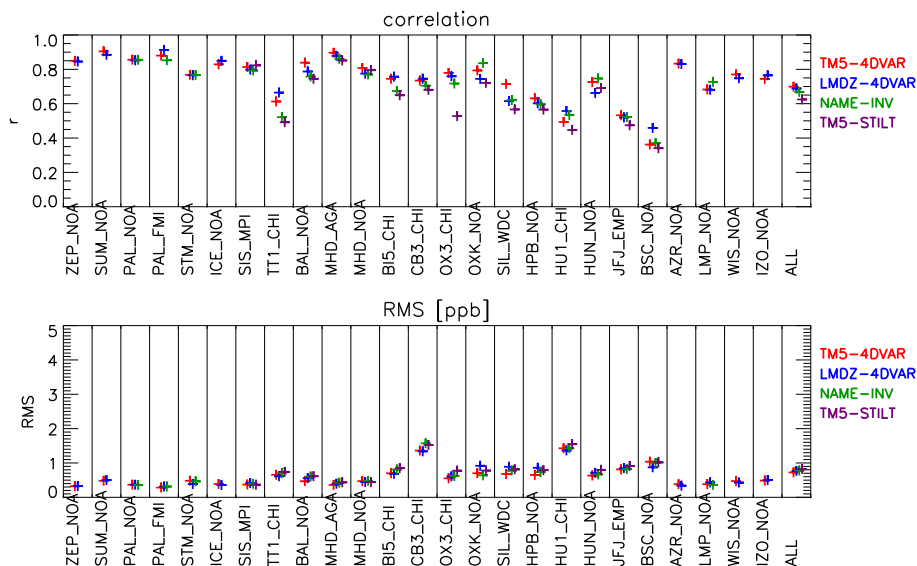 correlation
1.0
0.8
0.6
0.4
0.2
0.0
r
TM5-4DVAR
LMDZ-4DVAR
NAME-INV
TM5-STILT
ZEP_NOA
SUM_NOA
PAL_NOA
PAL_FMI
STM_NOA
ICE_NOA
SIS_MPI
TT1_CHI
BAL_NOA
MHD_AGA
MHD_NOA
BI5_CHI
CB3_CHI
OX3_CHI
OXK_NOA
SIL_WDC
HPB_NOA
HU1_CHI
HUN_NOA
JFJ_EMP
BSC_NOA
AZR_NOA
LMP_NOA
WIS_NOA
IZO_NOA
ALL
RMS [ppb]
5
4
3
2
1
0
RMS
TM5-4DVAR
LMDZ-4DVAR
NAME-INV
TM5-STILT
ZEP_NOA
SUM_NOA
PAL_NOA
PAL_FMI
STM_NOA
ICE_NOA
SIS_MPI
TT1_CHI
BAL_NOA
MHD_AGA
MHD_NOA
BI5_CHI
CB3_CHI
OX3_CHI
OXK_NOA
SIL_WDC
HPB_NOA
HU1_CHI
HUN_NOA
JFJ_EMP
BSC_NOA
AZR_NOA
LMP_NOA
WIS_NOA
IZO_NOA
ALL